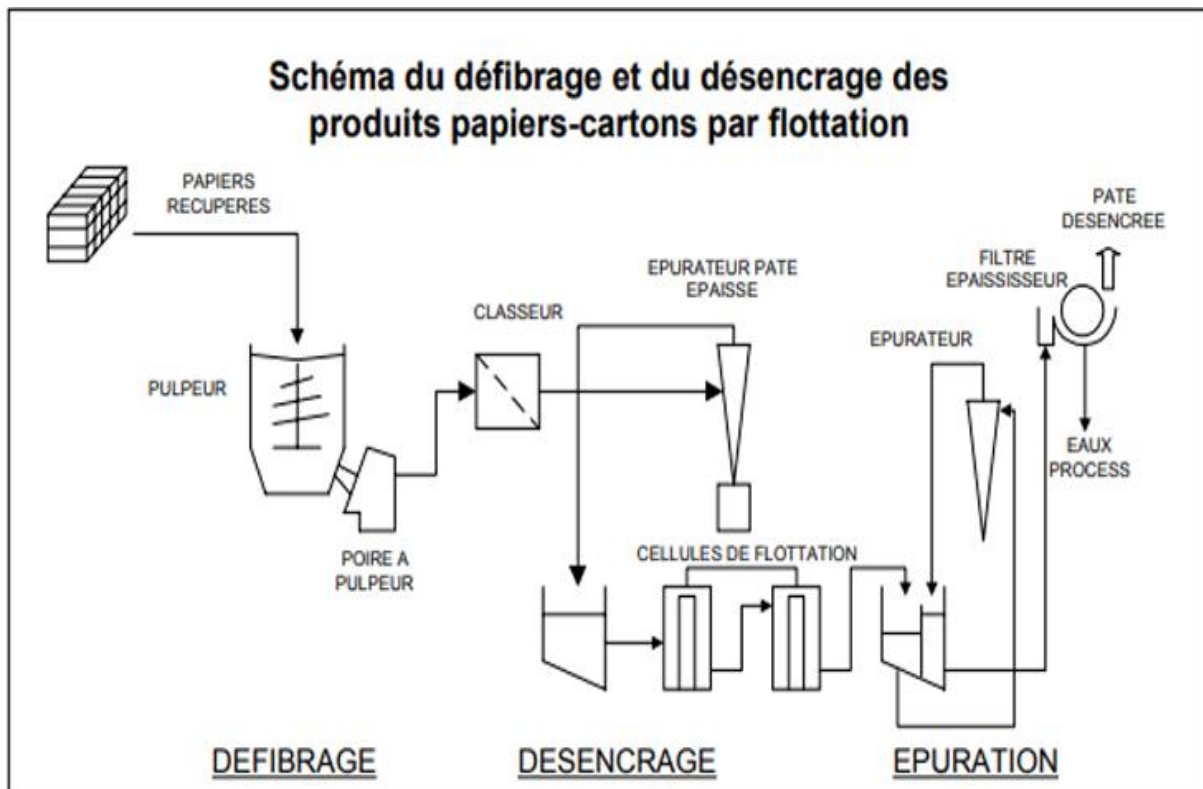 Schéma du défibrage et du désencrage des
produits papiers-cartons par flottation
PAPIERS
RECUPERES
PATE
DESENCREE
FILTRE
EPAISSISSEUR
EPURATEUR PATE
EPAISSE
CLASSEUR
EPURATEUR
PULPEUR
EAUX
PROCESS
POIRE A
PULPEUR
CELLULES DE FLOTTATION
DEFIBRAGE
DESENCRAGE
EPURATION